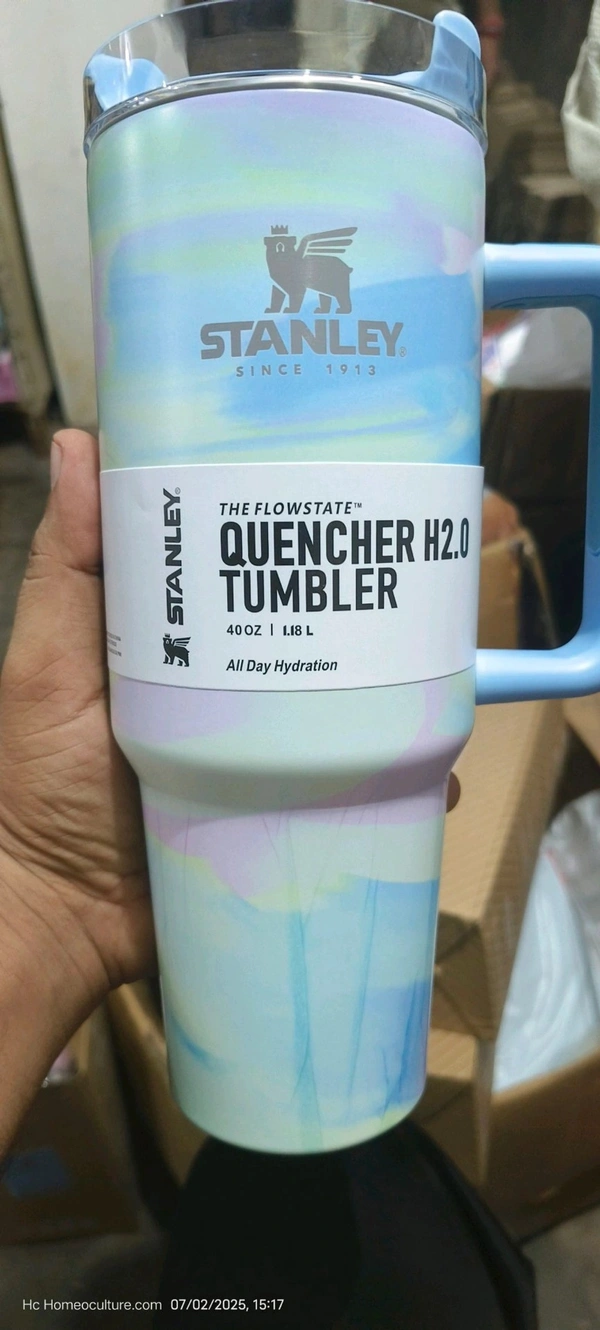 STANLEY®
SINCE 1913
STANLEY®
THE FLOWSTATE™
QUENCHER H2.0
TUMBLER
40 OZ | 1.18 L
All Day Hydration
Hc Homeoculture.com 07/02/2025, 15:17